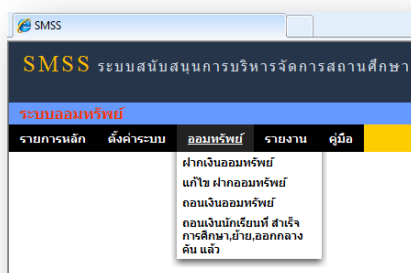 SMSS
SMSS ระบบสนับสนุนการบริหารจัดการสถานศึกษา
ระบบออมทรัพย์
รายการหลัก ตั้งค่าระบบ ออมทรัพย์ รายงาน คู่มือ
ฝากเงินออมทรัพย์
แก้ไข ฝากออมทรัพย์
ถอนเงินออมทรัพย์
ถอนเงินนักเรียนที่ สำเร็จ
การศึกษา,ย้าย,ออกกลาง
คัน แล้ว